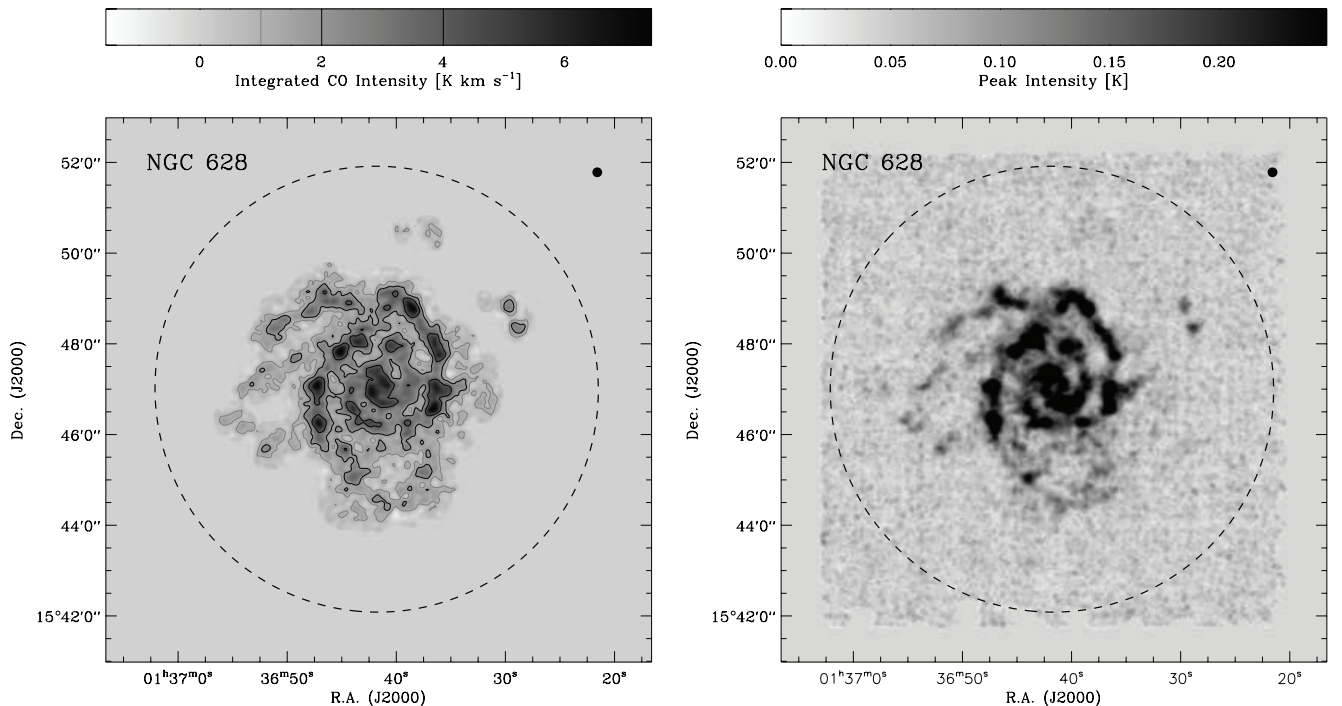 0 2 4 6
Integrated CO Intensity [K km s⁻¹]
NGC 628
52'0''
50'0''
48'0''
46'0''
44'0''
15°42'0''
Dec. (J2000)
01ʰ37ᵐ0ˢ 36ᵐ50ˢ 40ˢ 30ˢ 20ˢ
R.A. (J2000)
0.00 0.05 0.10 0.15 0.20
Peak Intensity [K]
NGC 628
52'0''
50'0''
48'0''
46'0''
44'0''
15°42'0''
Dec. (J2000)
01ʰ37ᵐ0ˢ 36ᵐ50ˢ 40ˢ 30ˢ 20ˢ
R.A. (J2000)